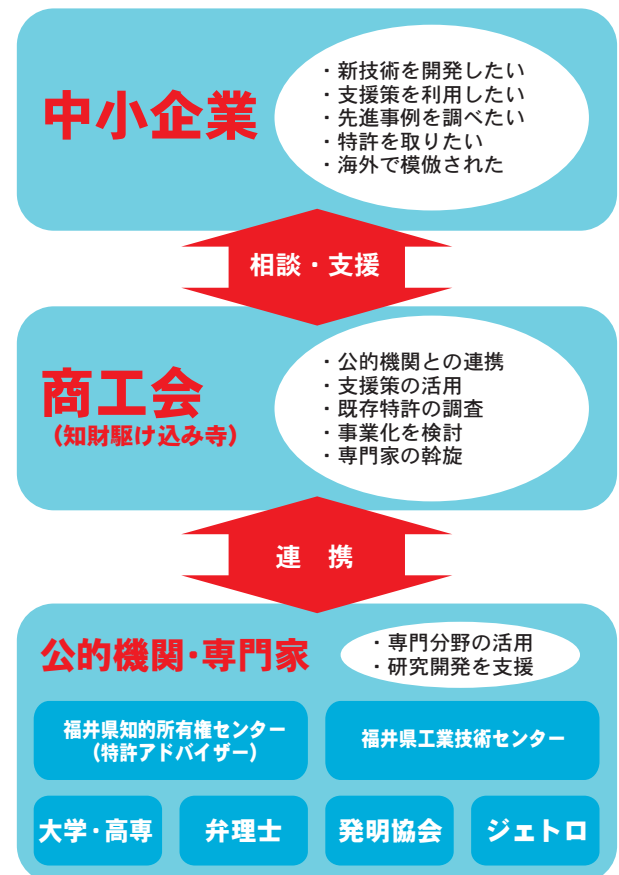 中小企業
・新技術を開発したい
・支援策を利用したい
・先進事例を調べたい
・特許を取りたい
・海外で模倣された
相談・支援
商工会
(知財駆け込み寺)
・公的機関との連携
・支援策の活用
・既存特許の調査
・事業化を検討
・専門家の斡旋
連　携
公的機関・専門家
・専門分野の活用
・研究開発を支援
福井県知的所有権センター
(特許アドバイザー)
福井県工業技術センター
大学・高専
弁理士
発明協会
ジェトロ